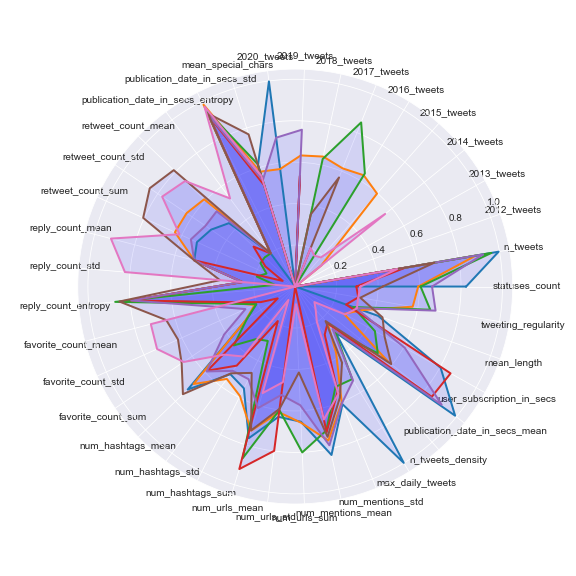 2019_tweets
2020_tweets
2018_tweets
mean_special_chars
2017_tweets
publication_date_in_secs_std
2016_tweets
publication_date_in_secs_entropy
2015_tweets
retweet_count_mean
2014_tweets
retweet_count_std
2013_tweets
retweet_count_sum
1.0
2012_tweets
0.8
reply_count_mean
0.6
n_tweets
0.4
reply_count_std
0.2
statuses_count
reply_count_entropy
tweeting_regularity
favorite_count_mean
mean_length
favorite_count_std
user_subscription_in_secs
favorite_count_sum
publication_date_in_secs_mean
num_hashtags_mean
n_tweets_density
num_hashtags_std
max_daily_tweets
num_hashtags_sum
num_mentions_std
num_urls_mean
num_mentions_mean
num_urls_std
num_urls_sum